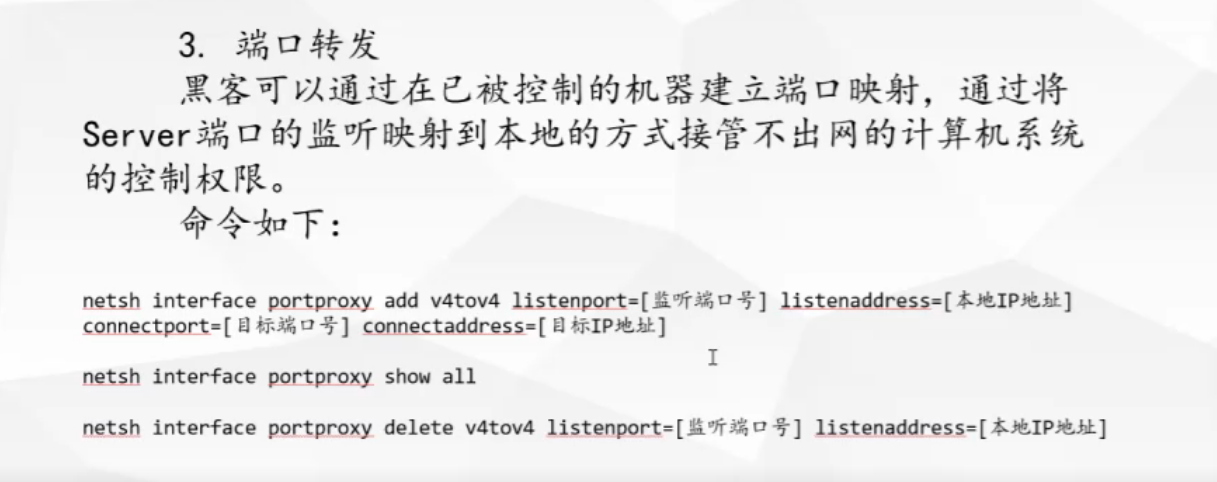 3. 端口转发
黑客可以通过在已被控制的机器建立端口映射，通过将
Server端口的监听映射到本地的方式接管不出网的计算机系统
的控制权限。
命令如下：
netsh interface portproxy add v4tov4 listenport=[监听端口号] listenaddress=[本地IP地址]
connectport=[目标端口号] connectaddress=[目标IP地址]
netsh interface portproxy show all
netsh interface portproxy delete v4tov4 listenport=[监听端口号] listenaddress=[本地IP地址]